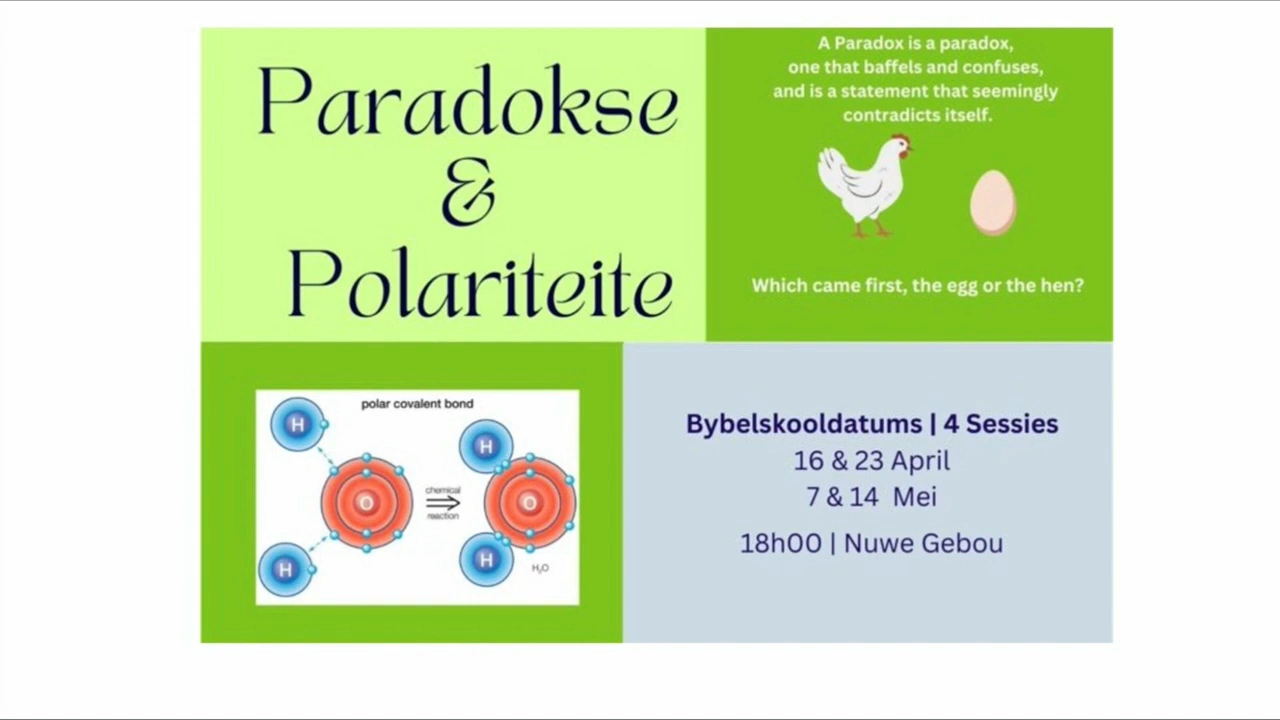 Paradokse
&
Polariteite
A Paradox is a paradox,
one that baffels and confuses,
and is a statement that seemingly
contradicts itself.
Which came first, the egg or the hen?
polar covalent bond
H
H
O
chemical
reaction
O
H
H
H₂O
Bybelskooldatums | 4 Sessies
16 & 23 April
7 & 14 Mei
18h00 | Nuwe Gebou